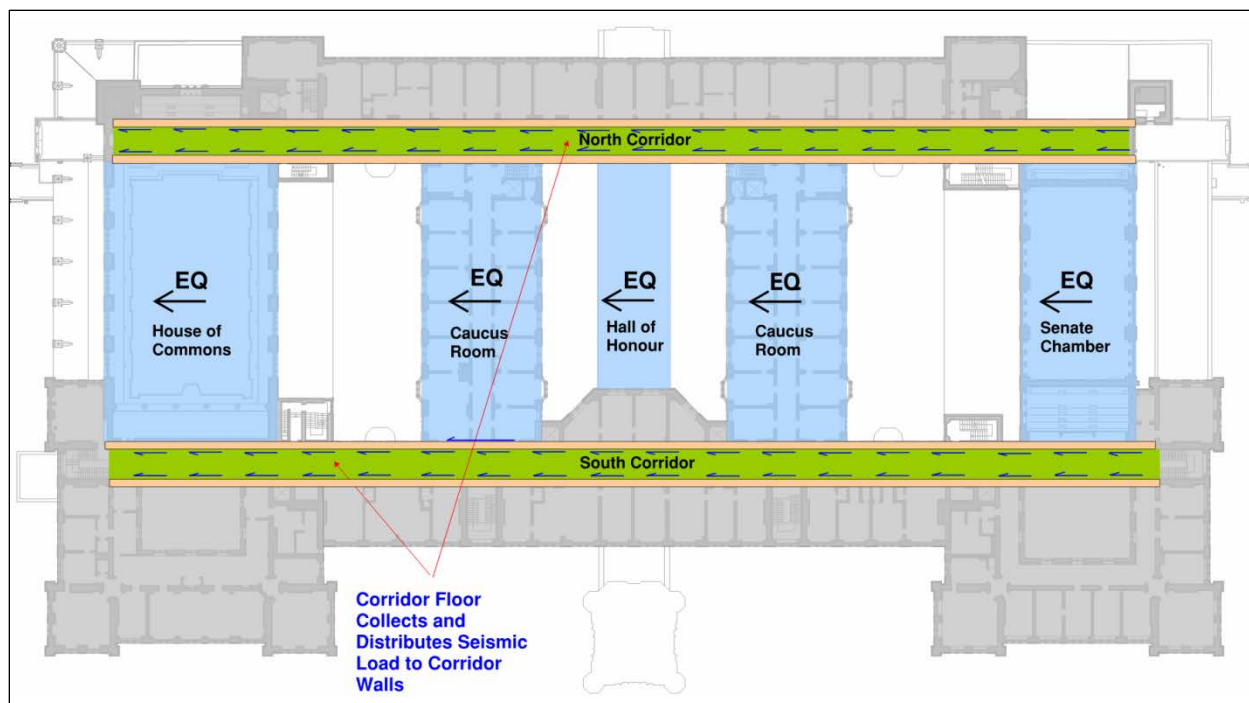 North Corridor
EQ
House of
Commons
EQ
Caucus
Room
EQ
Hall of
Honour
EQ
Caucus
Room
EQ
Senate
Chamber
South Corridor
Corridor Floor
Collects and
Distributes Seismic
Load to Corridor
Walls